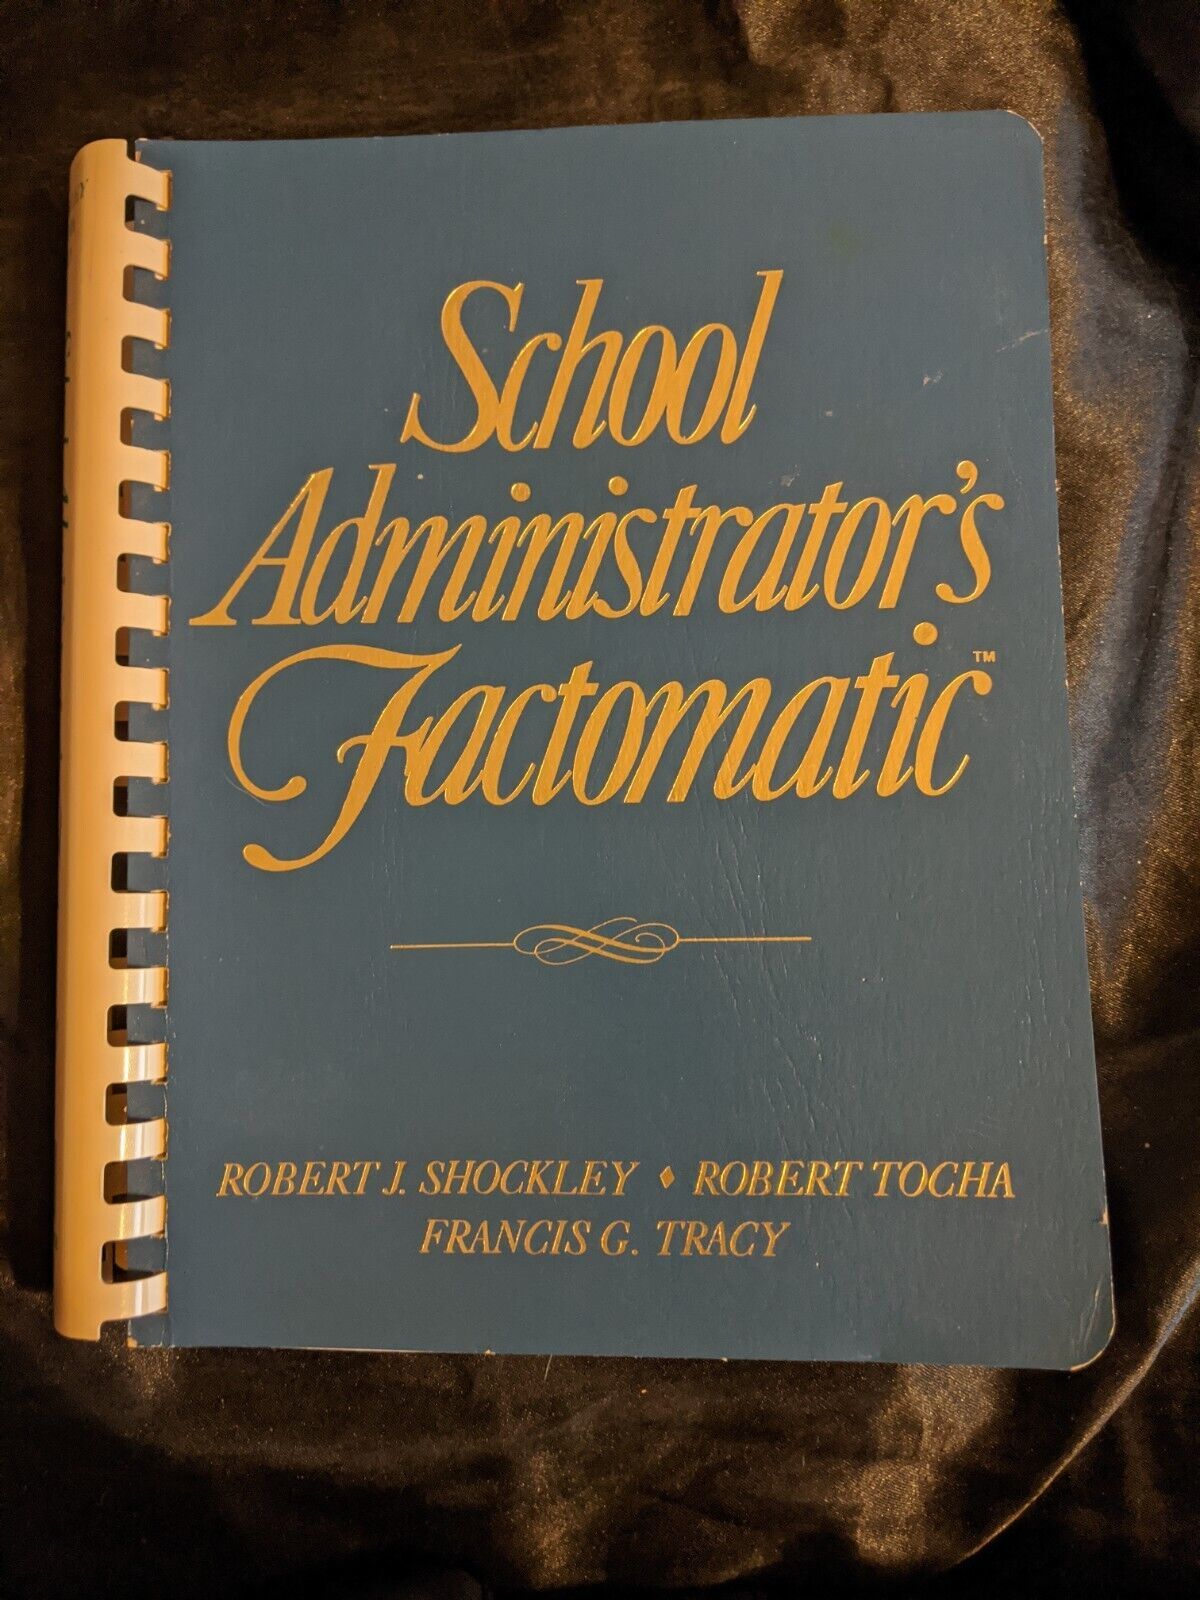 School
Administrator's
Factomatic™
ROBERT J. SHOCKLEY ♦ ROBERT TOCHA
FRANCIS G. TRACY